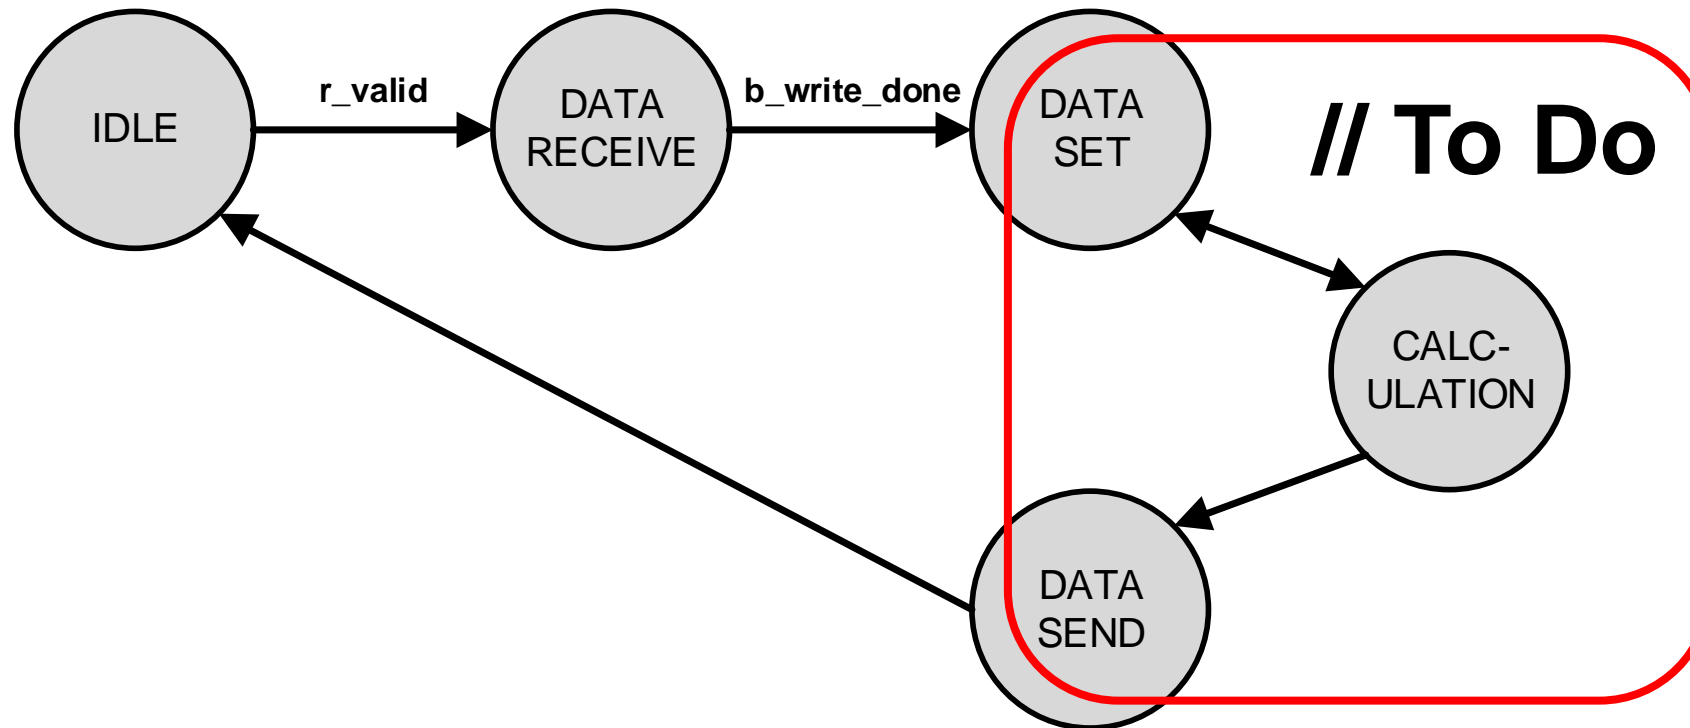 IDLE
r_valid
DATA
RECEIVE
b_write_done
DATA
SET
// To Do
CALC-
ULATION
DATA
SEND